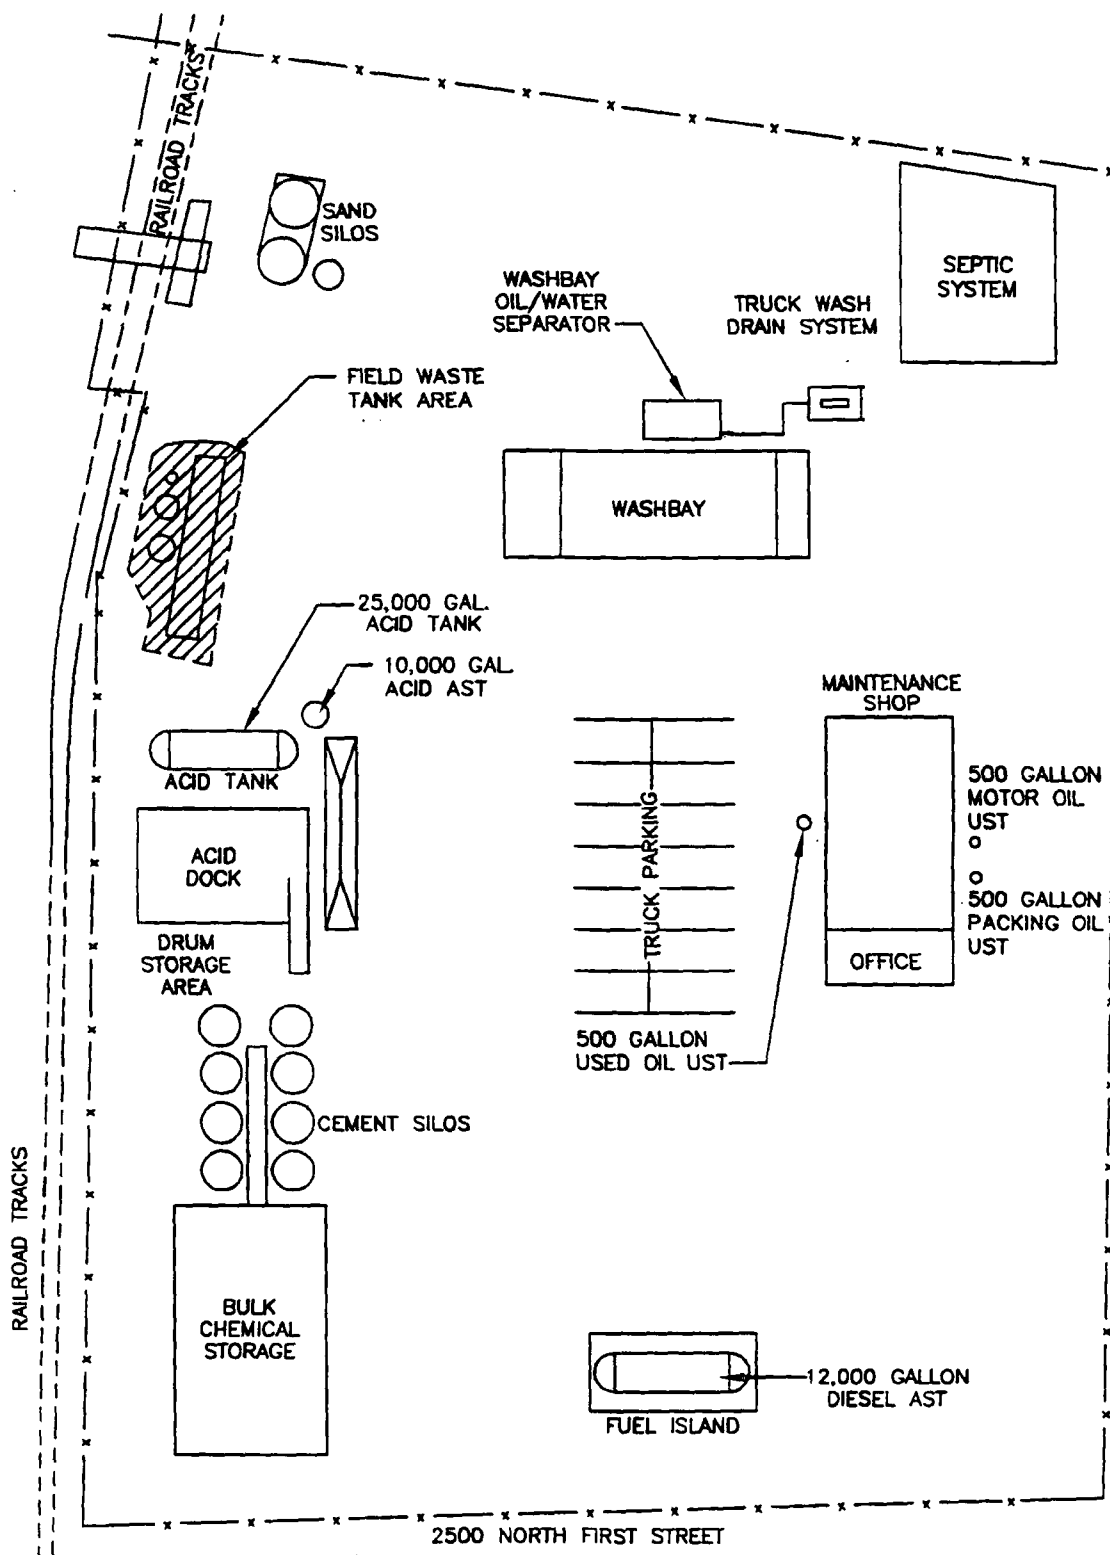 RAILROAD TRACKS
SAND
SILOS
SEPTIC
SYSTEM
WASHBAY
OIL/WATER
SEPARATOR
TRUCK WASH
DRAIN SYSTEM
FIELD WASTE
TANK AREA
WASHBAY
25,000 GAL.
ACID TANK
10,000 GAL.
ACID AST
ACID TANK
MAINTENANCE
SHOP
500 GALLON
MOTOR OIL
UST
ACID
DOCK
TRUCK PARKING
500 GALLON
PACKING OIL
UST
OFFICE
DRUM
STORAGE
AREA
500 GALLON
USED OIL UST
CEMENT SILOS
RAILROAD TRACKS
BULK
CHEMICAL
STORAGE
12,000 GALLON
DIESEL AST
FUEL ISLAND
2500 NORTH FIRST STREET